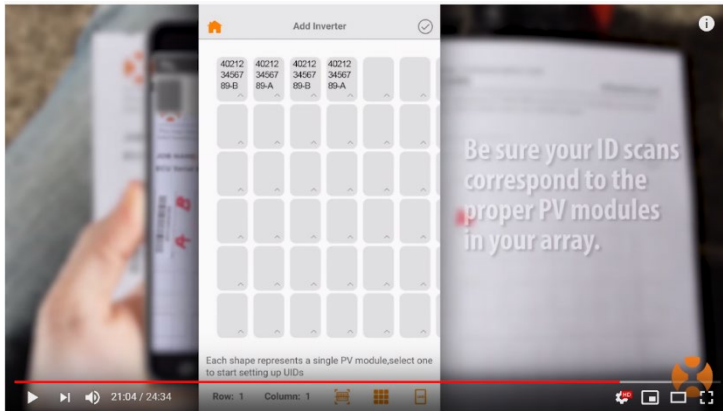 Add Inverter
i
40212 40212 40212 40212
34567 34567 34567 34567
89-B 89-A 89-B 89-A
Be sure your ID scans
correspond to the
proper PV modules
in your array.
A B
Each shape represents a single PV module,select one
to start setting up UIDs
21:04 / 24:34
Row: 1 Column: 1
HD